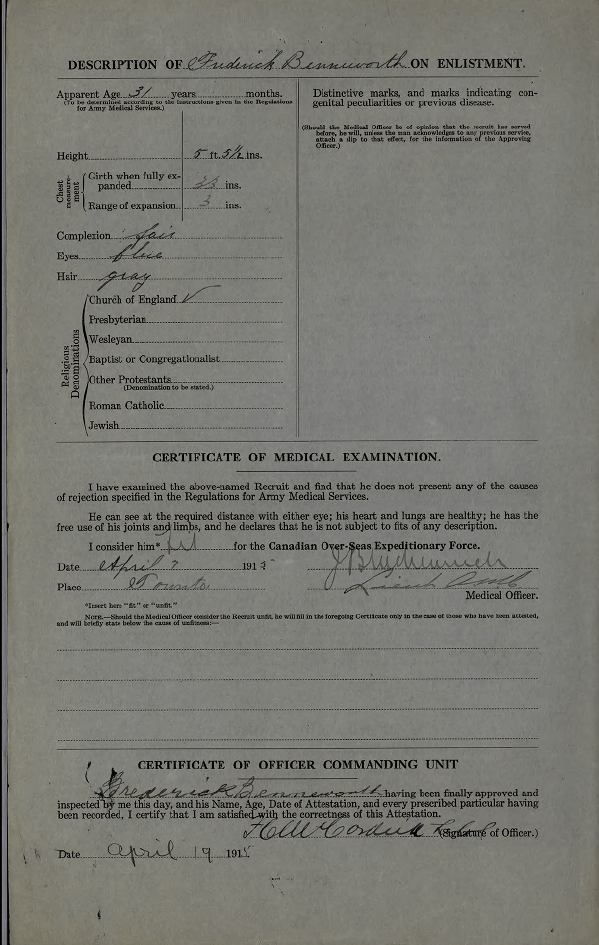 DESCRIPTION OF Frederick Benneworth ON ENLISTMENT.
Apparent Age 31 years months.
(To be determined according to the instructions given in the Regulations for Army Medical Services.)
Height 5 ft. 5½ ins.
Chest measurement
Girth when fully expanded 33 ins.
Range of expansion 3 ins.
Complexion fair
Eyes blue
Hair gray
Religious Denominations
Church of England ✓
Presbyterian
Wesleyan
Baptist or Congregationalist
Other Protestants
(Denomination to be stated.)
Roman Catholic
Jewish
Distinctive marks, and marks indicating congenital peculiarities or previous disease.
(Should the Medical Officer be of opinion that the recruit has served before, he will, unless the man acknowledges to any previous service, attach a slip to that effect, for the information of the Approving Officer.)
CERTIFICATE OF MEDICAL EXAMINATION.
I have examined the above-named Recruit and find that he does not present any of the causes
of rejection specified in the Regulations for Army Medical Services.
He can see at the required distance with either eye; his heart and lungs are healthy; he has the
free use of his joints and limbs, and he declares that he is not subject to fits of any description.
I consider him* fit for the Canadian Over-Seas Expeditionary Force.
Date April 7 1915
Place Toronto Lieut AMC
Medical Officer.
*Insert here "fit" or "unfit."
NOTE.—Should the Medical Officer consider the Recruit unfit, he will fill in the foregoing Certificate only in the case of those who have been attested,
and will briefly state below the cause of unfitness:—
CERTIFICATE OF OFFICER COMMANDING UNIT
Frederick Benneworth having been finally approved and
inspected by me this day, and his Name, Age, Date of Attestation, and every prescribed particular having
been recorded, I certify that I am satisfied with the correctness of this Attestation.
(Signature of Officer.)
Date April 19 1915